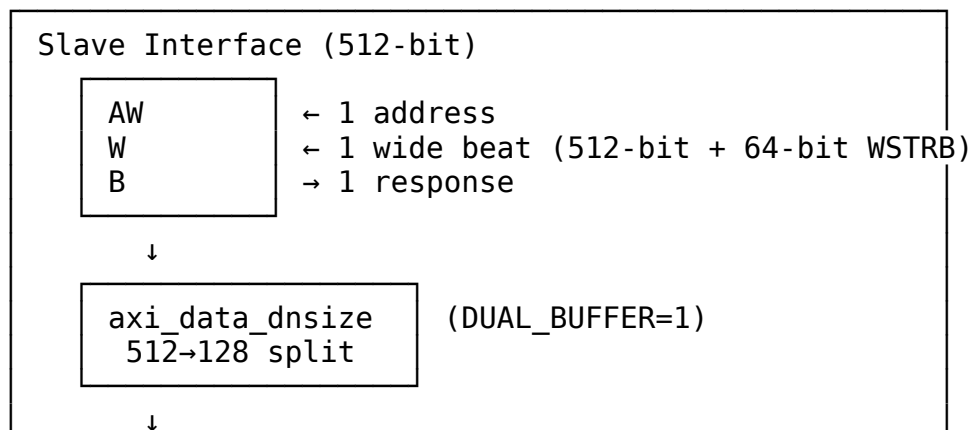 Slave Interface (512-bit)
AW ← 1 address
W ← 1 wide beat (512-bit + 64-bit WSTRB)
B → 1 response
↓
axi_data_dnsize (DUAL_BUFFER=1)
512→128 split
↓